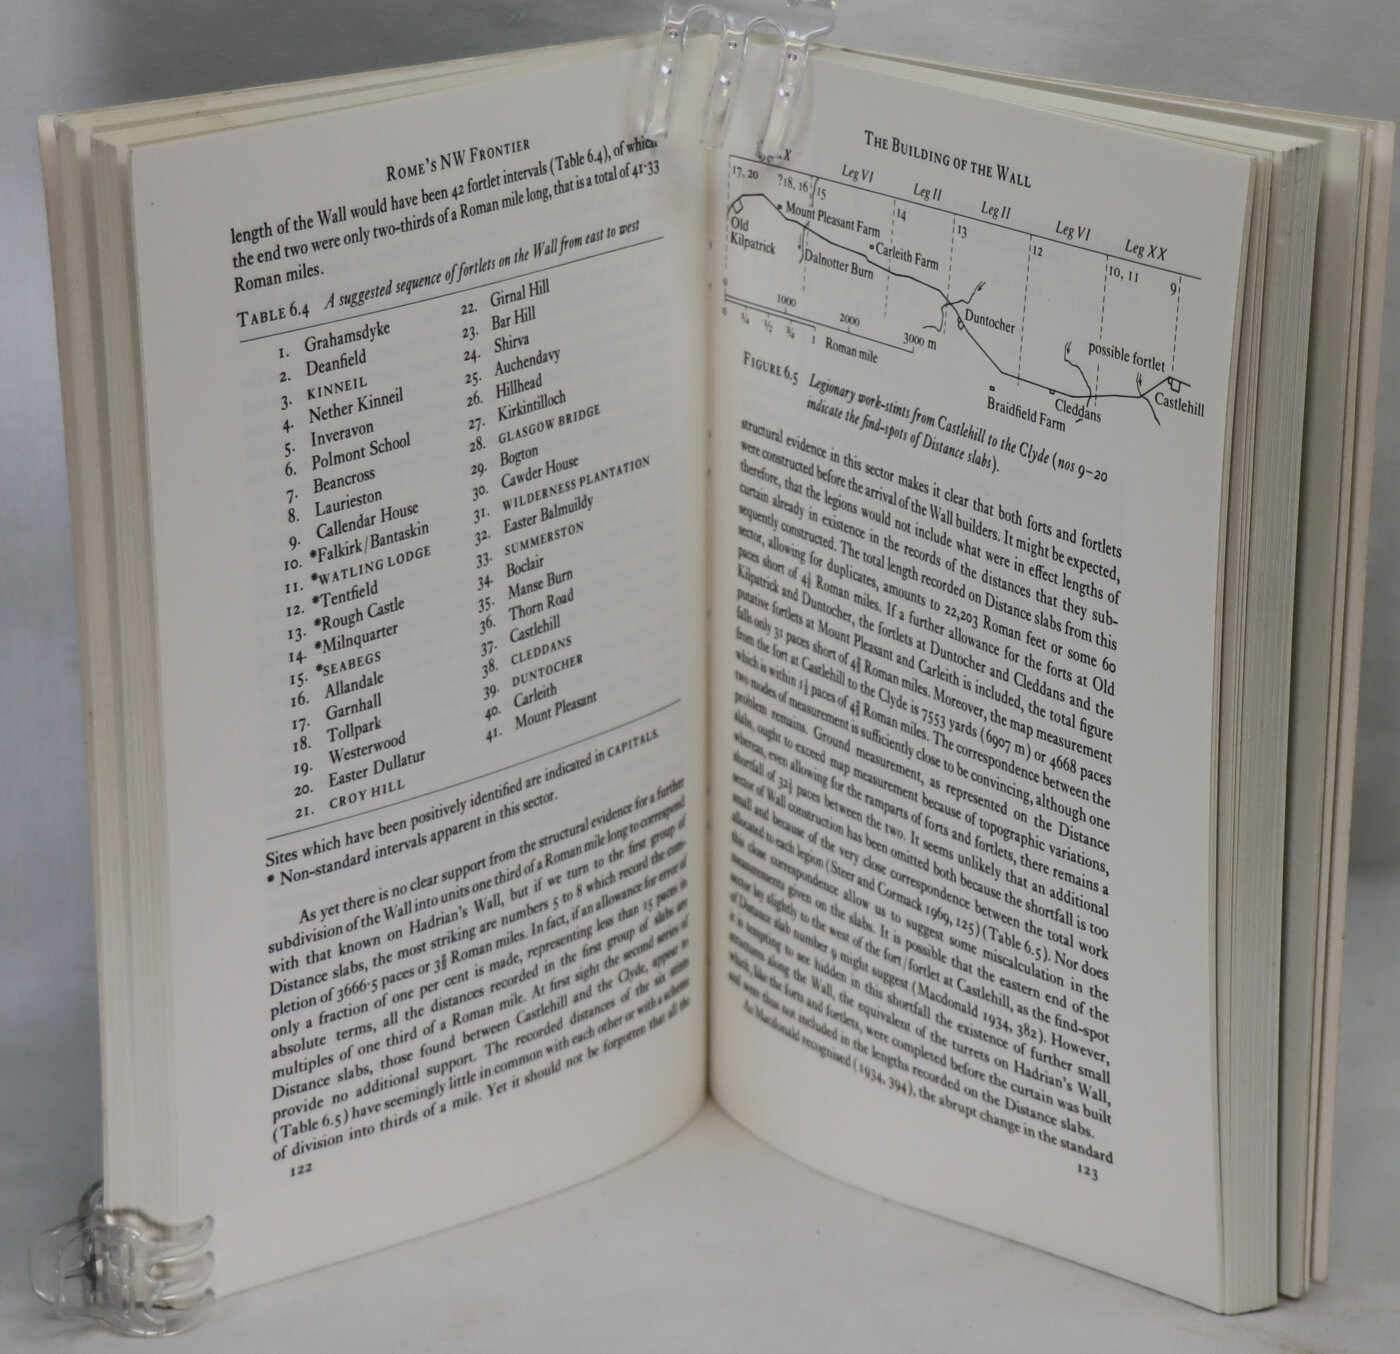 ROME'S NW FRONTIER
length of the Wall would have been 42 fortlet intervals (Table 6.4), of which
the end two were only two-thirds of a Roman mile long, that is a total of 41·33
Roman miles.
TABLE 6.4 A suggested sequence of fortlets on the Wall from east to west
1. Grahamsdyke
2. Deanfield
3. KINNEIL
4. Nether Kinneil
5. Inveravon
6. Polmont School
7. Beancross
8. Laurieston
9. Callendar House
10. *Falkirk/Bantaskin
11. *WATLING LODGE
12. *Tentfield
13. *Rough Castle
14. *Milnquarter
15. *SEABEGS
16. Allandale
17. Garnhall
18. Tollpark
19. Westerwood
20. Easter Dullatur
21. CROY HILL
22. Girnal Hill
23. Bar Hill
24. Shirva
25. Auchendavy
26. Hillhead
27. Kirkintilloch
28. GLASGOW BRIDGE
29. Bogton
30. Cawder House
31. WILDERNESS PLANTATION
32. Easter Balmuildy
33. SUMMERSTON
34. Boclair
35. Manse Burn
36. Thorn Road
37. Castlehill
38. CLEDDANS
39. DUNTOCHER
40. Carleith
41. Mount Pleasant
Sites which have been positively identified are indicated in CAPITALS.
* Non-standard intervals apparent in this sector.
As yet there is no clear support from the structural evidence for a further
subdivision of the Wall into units one third of a Roman mile long to correspond
with that known on Hadrian's Wall, but if we turn to the first group of
Distance slabs, the most striking are numbers 5 to 8 which record the com-
pletion of 3666·5 paces or 3⅔ Roman miles. In fact, if an allowance for error of
only a fraction of one per cent is made, representing less than 15 paces in
absolute terms, all the distances recorded in the first group of slabs are
multiples of one third of a Roman mile. At first sight the second series of
Distance slabs, those found between Castlehill and the Clyde, appear to
provide no additional support. The recorded distances of the six stints
(Table 6.5) have seemingly little in common with each other or with a scheme
of division into thirds of a mile. Yet it should not be forgotten that all the
122
THE BUILDING OF THE WALL
X
Leg VI
Leg II
Leg II
Leg VI
Leg XX
17, 20
?18, 16
15
14
13
12
10, 11
9
Old
Kilpatrick
Mount Pleasant Farm
Dalnotter Burn
Carleith Farm
Duntocher
Braidfield Farm
Cleddans
possible fortlet
Castlehill
0
1000
2000
3000 m
0 ¼ ½ ¾ 1 Roman mile
FIGURE 6.5 Legionary work-stints from Castlehill to the Clyde (nos 9–20
indicate the find-spots of Distance slabs).
structural evidence in this sector makes it clear that both forts and fortlets
were constructed before the arrival of the Wall builders. It might be expected,
therefore, that the legions would not include what were in effect lengths of
curtain already in existence in the records of the distances that they sub-
sequently constructed. The total length recorded on Distance slabs from this
sector, allowing for duplicates, amounts to 22,203 Roman feet or some 60
paces short of 4½ Roman miles. If a further allowance for the forts at Old
Kilpatrick and Duntocher, the fortlets at Duntocher and Cleddans and the
putative fortlets at Mount Pleasant and Carleith is included, the total figure
falls only 31 paces short of 4⅔ Roman miles. Moreover, the map measurement
from the fort at Castlehill to the Clyde is 7553 yards (6907 m) or 4668 paces
which is within 1½ paces of 4⅔ Roman miles. The correspondence between the
two modes of measurement is sufficiently close to be convincing, although one
problem remains. Ground measurement, as represented on the Distance
slabs, ought to exceed map measurement because of topographic variations,
whereas, even allowing for the ramparts of forts and fortlets, there remains a
shortfall of 32½ paces between the two. It seems unlikely that an additional
sector of Wall construction has been omitted both because the shortfall is too
small and because of the very close correspondence between the total work
allocated to each legion (Steer and Cormack 1969, 125) (Table 6.5). Nor does
this close correspondence allow us to suggest some miscalculation in the
measurements given on the slabs. It is possible that the eastern end of the
sector lay slightly to the west of the fort/fortlet at Castlehill, as the find-spot
of Distance slab number 9 might suggest (Macdonald 1934, 382). However,
it is tempting to see hidden in this shortfall the existence of further small
structures along the Wall, the equivalent of the turrets on Hadrian's Wall,
which, like the forts and fortlets, were completed before the curtain was built
and were thus not included in the lengths recorded on the Distance slabs.
As Macdonald recognised (1934, 394), the abrupt change in the standard
123